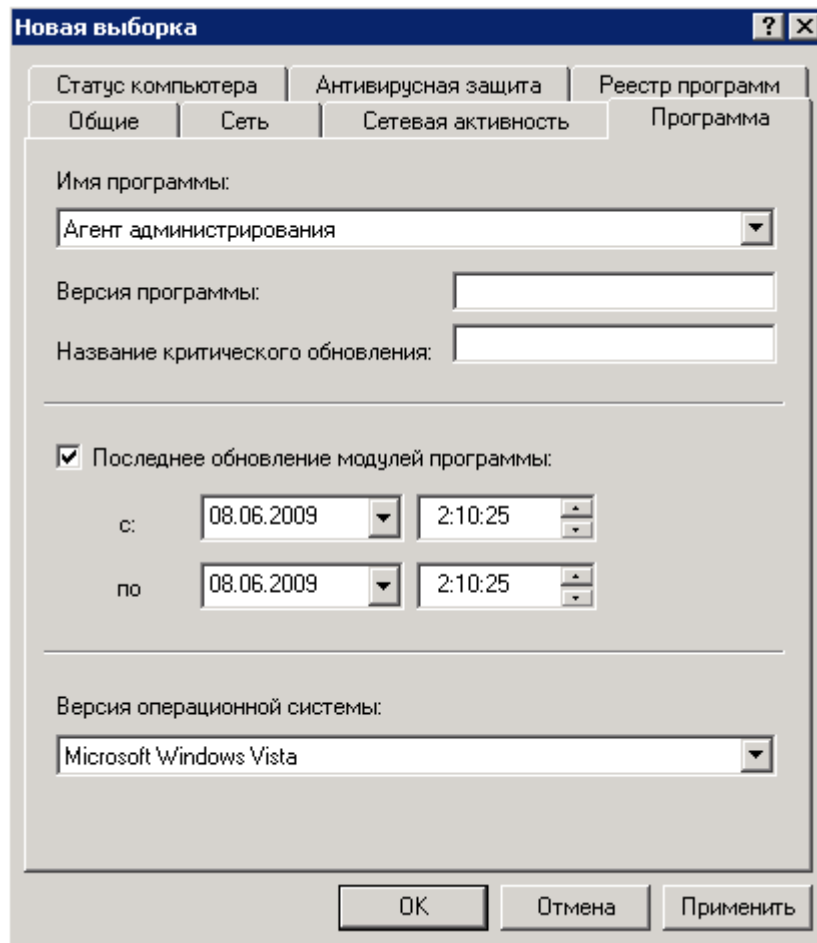 Новая выборка
Статус компьютера Антивирусная защита Реестр программ
Общие Сеть Сетевая активность Программа
Имя программы:
Агент администрирования
Версия программы:
Название критического обновления:
Последнее обновление модулей программы:
с: 08.06.2009 2:10:25
по 08.06.2009 2:10:25
Версия операционной системы:
Microsoft Windows Vista
OK Отмена Применить